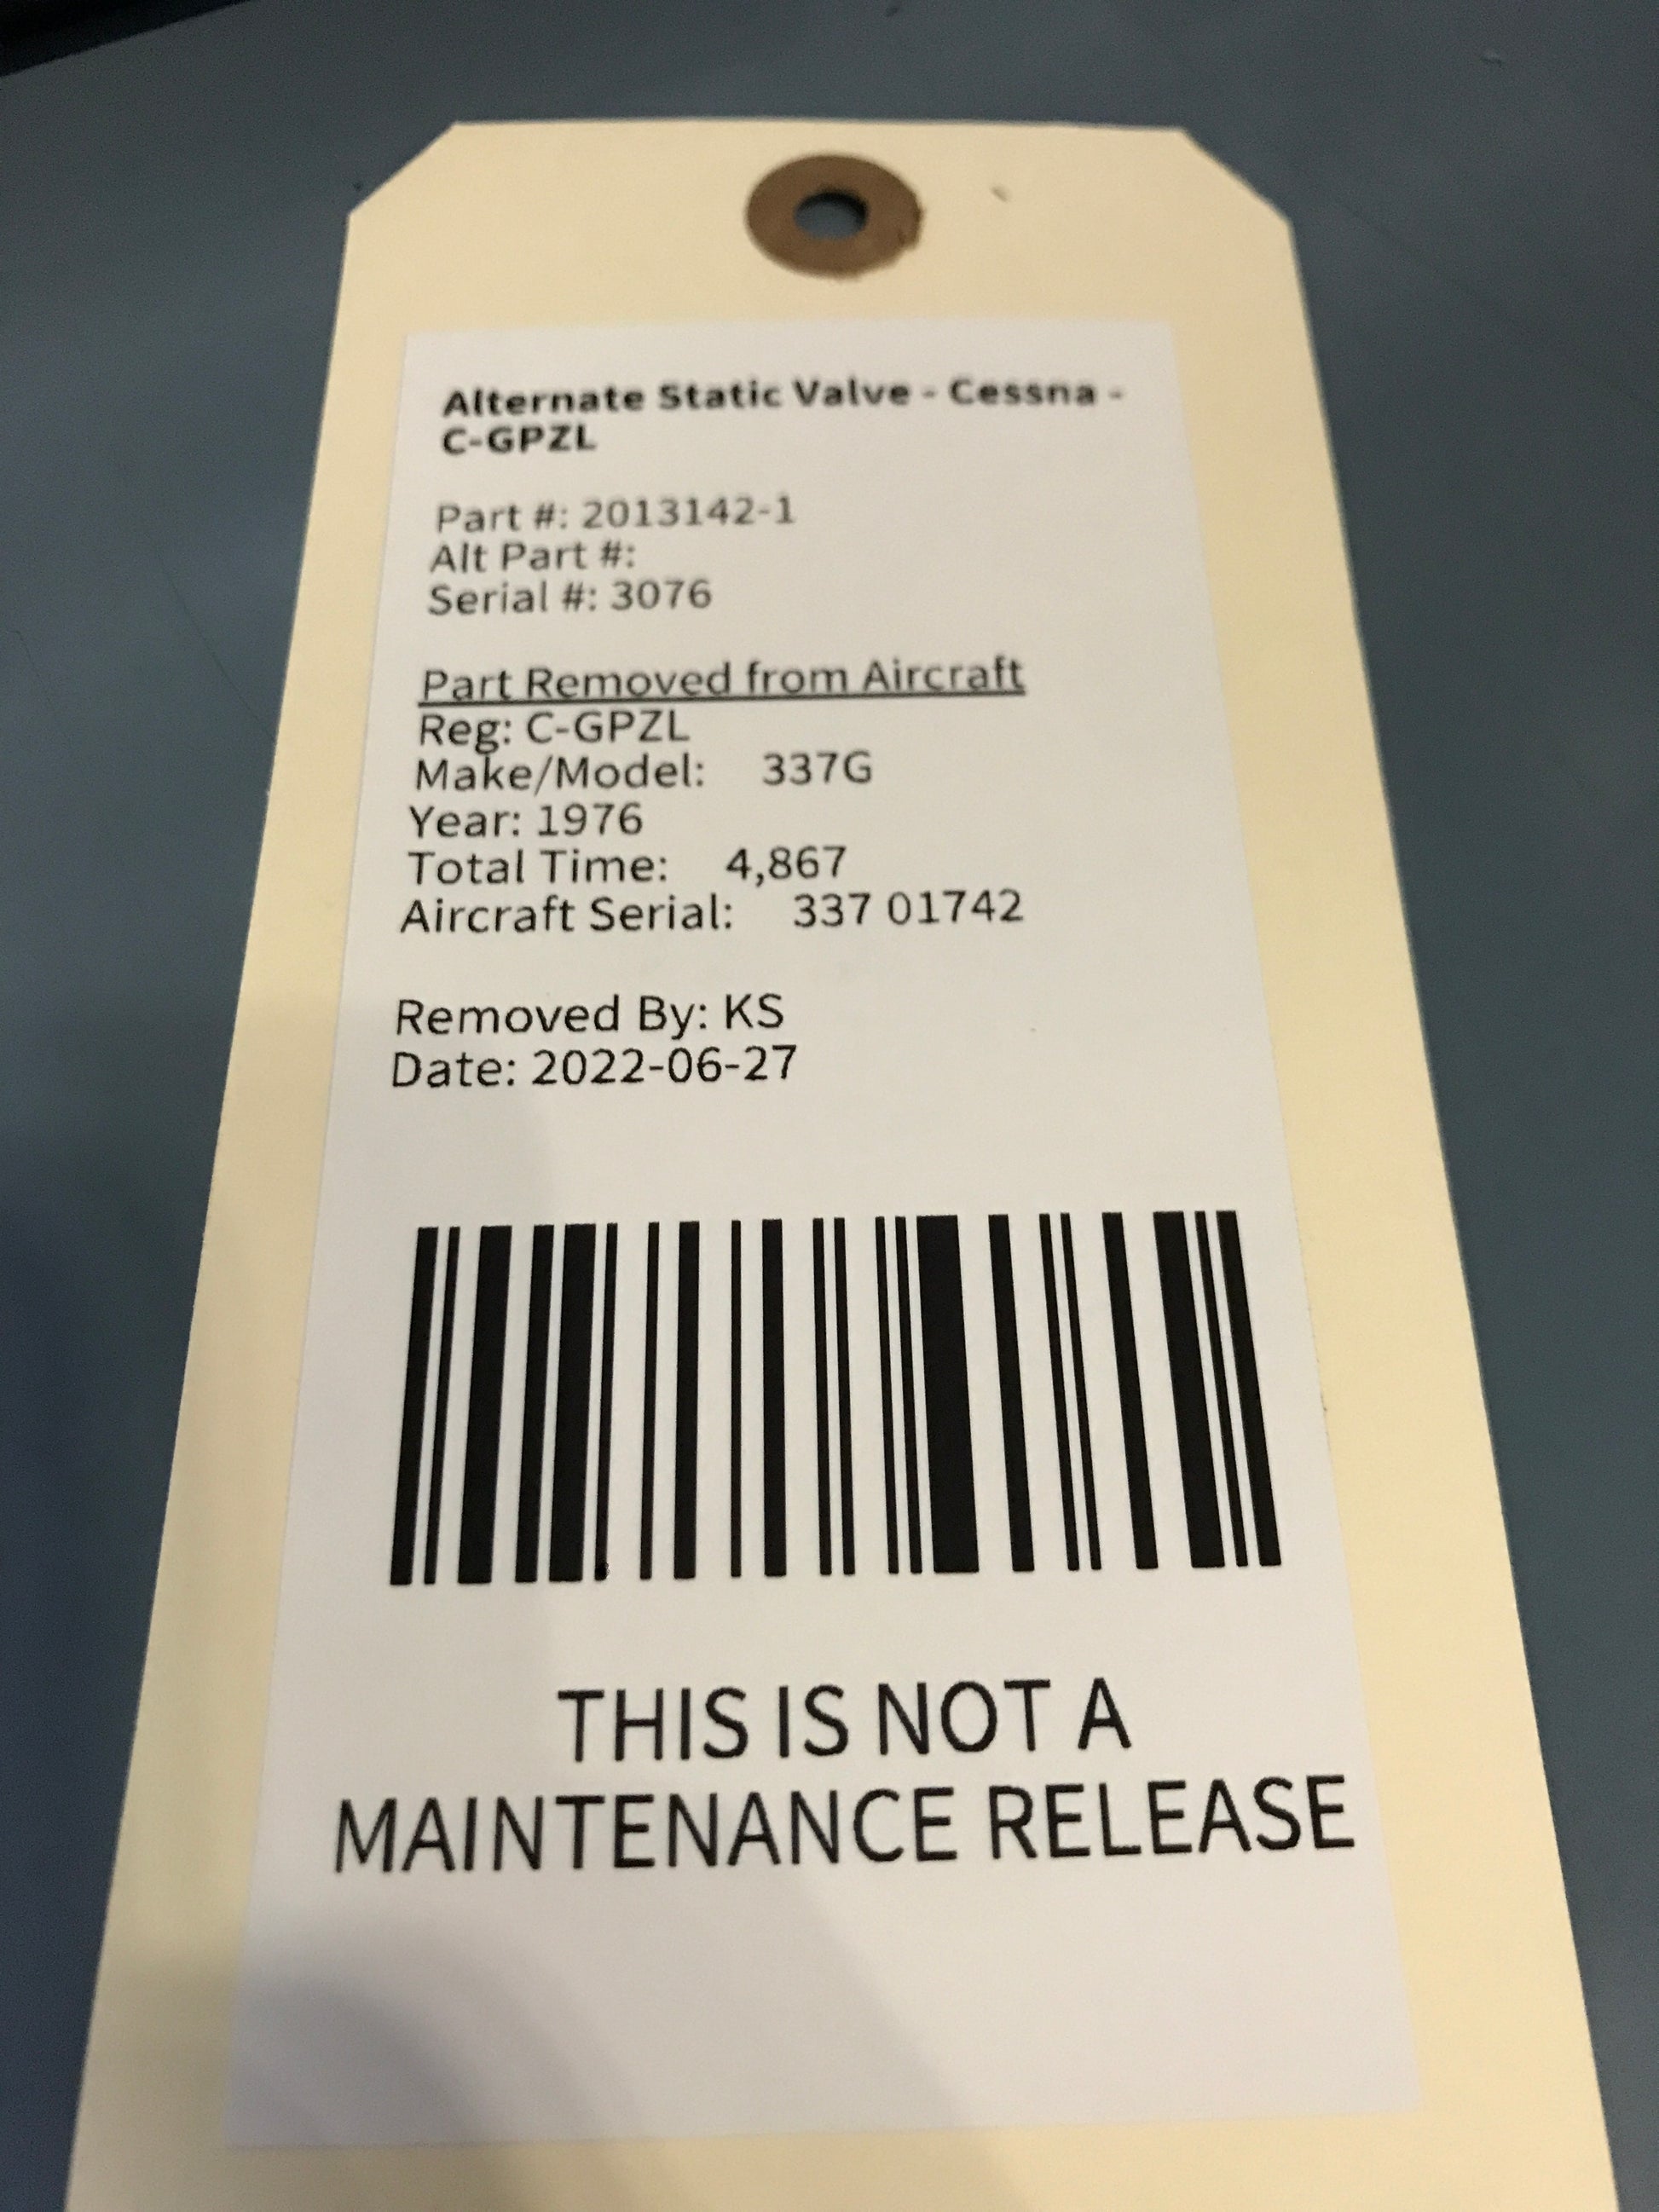 Alternate Static Valve - Cessna -
C-GPZL
Part #: 2013142-1
Alt Part #:
Serial #: 3076
Part Removed from Aircraft
Reg: C-GPZL
Make/Model: 337G
Year: 1976
Total Time: 4,867
Aircraft Serial: 337 01742
Removed By: KS
Date: 2022-06-27
THIS IS NOT A
MAINTENANCE RELEASE